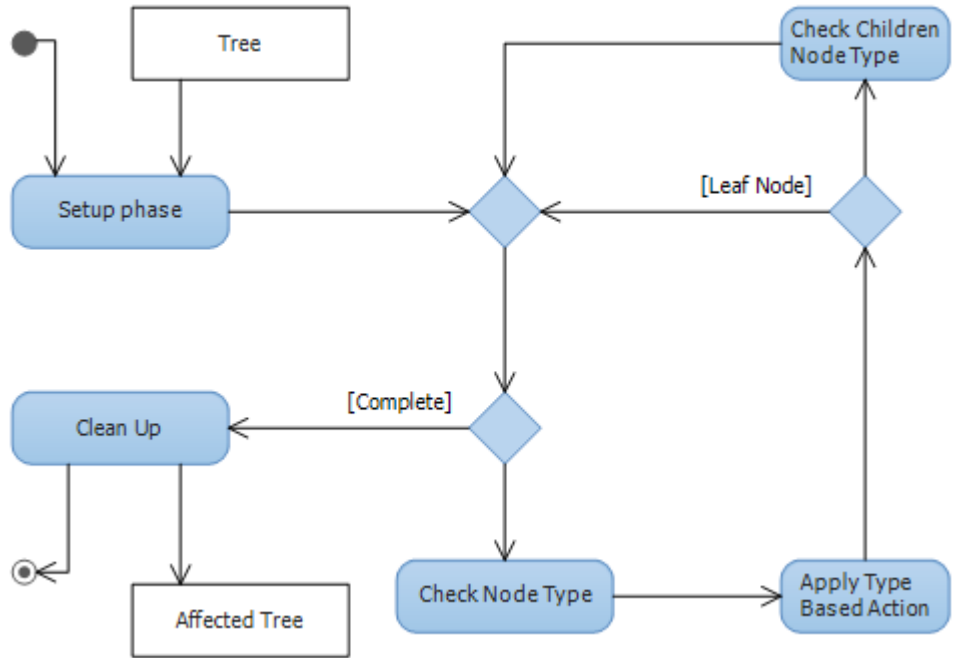 Tree
Check Children
Node Type
[Leaf Node]
Setup phase
[Complete]
Clean Up
Check Node Type
Apply Type
Based Action
Affected Tree